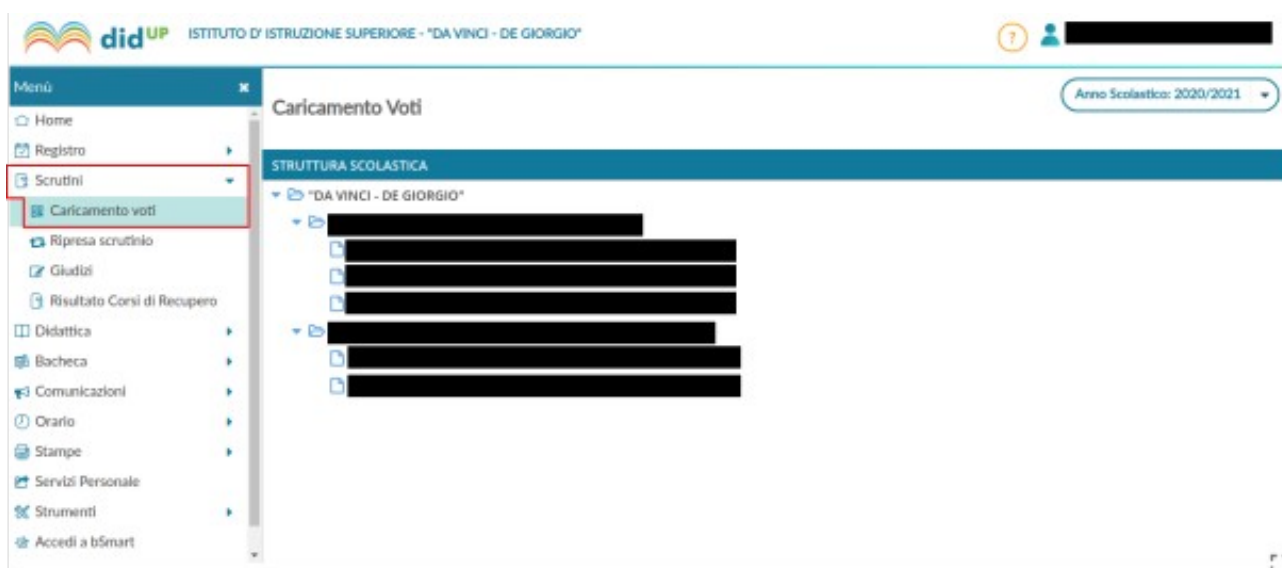 didUP ISTITUTO D' ISTRUZIONE SUPERIORE - "DA VINCI - DE GIORGIO"
?
Menù
Caricamento Voti
Anno Scolastico: 2020/2021
Home
Registro
STRUTTURA SCOLASTICA
Scrutini
"DA VINCI - DE GIORGIO"
Caricamento voti
Ripresa scrutinio
Giudizi
Risultato Corsi di Recupero
Didattica
Bacheca
Comunicazioni
Orario
Stampe
Servizi Personale
Strumenti
Accedi a bSmart